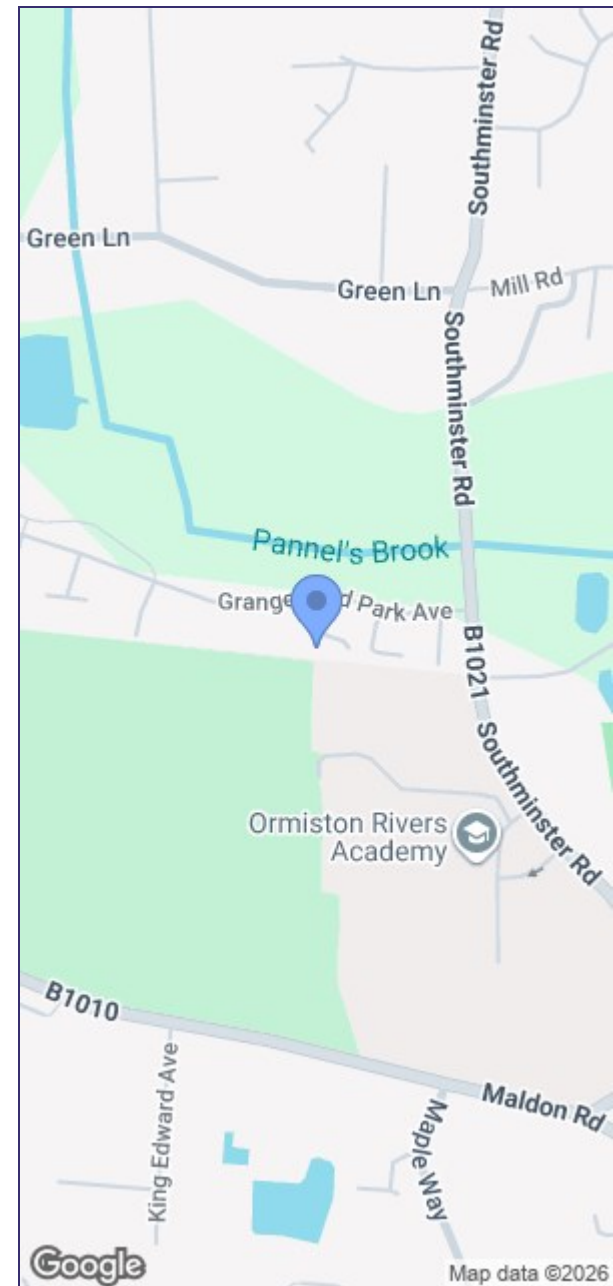 Southminster Rd
Green Ln
Green Ln
Mill Rd
Southminster Rd
Pannel's Brook
Grange
d Park Ave
B1021
Southminster Rd
Ormiston Rivers
Academy
B1010
King Edward Ave
Maldon Rd
Maple Way
Google
Map data ©2026